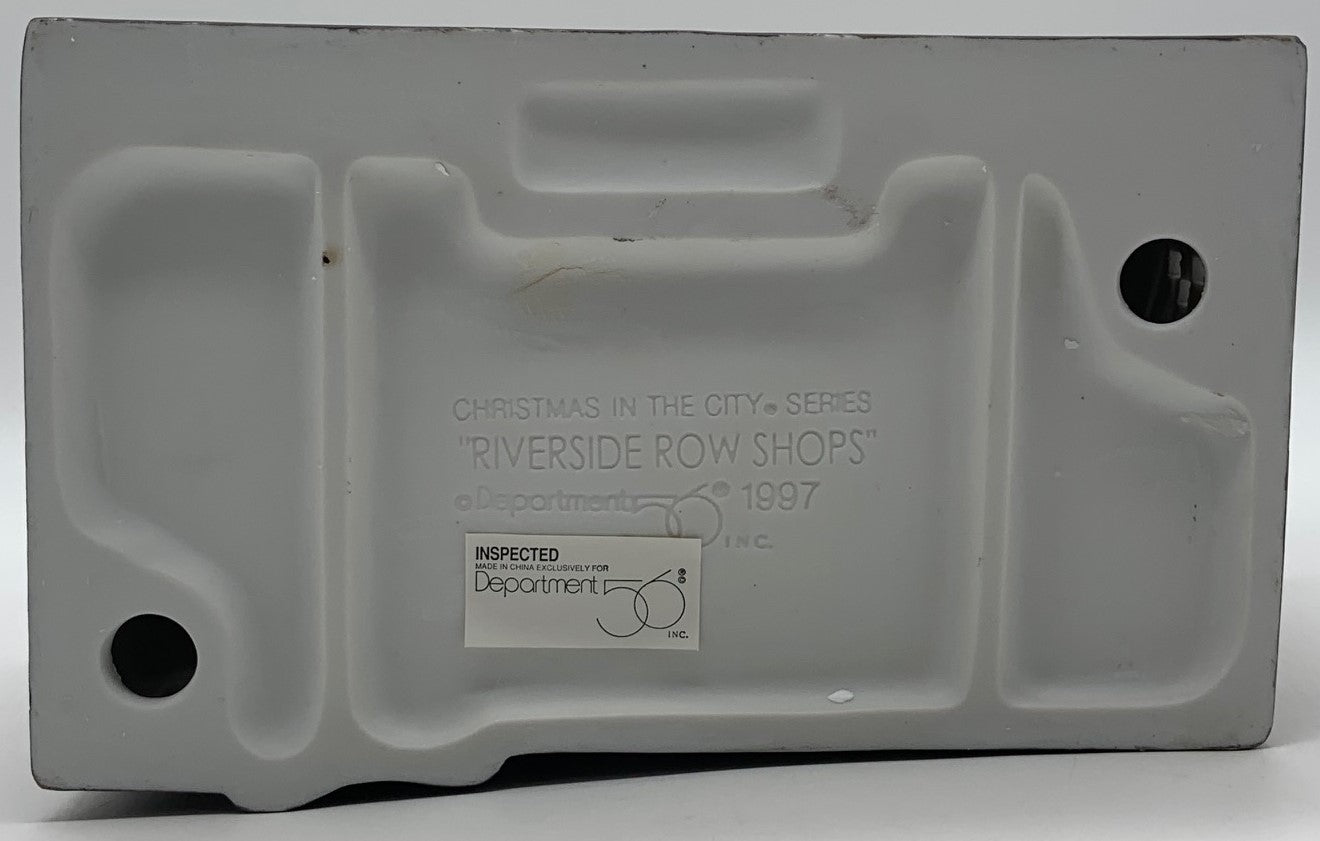 CHRISTMAS IN THE CITY® SERIES
"RIVERSIDE ROW SHOPS"
©Department 56® 1997
INC.
INSPECTED
MADE IN CHINA EXCLUSIVELY FOR
Department 56 ®©
INC.